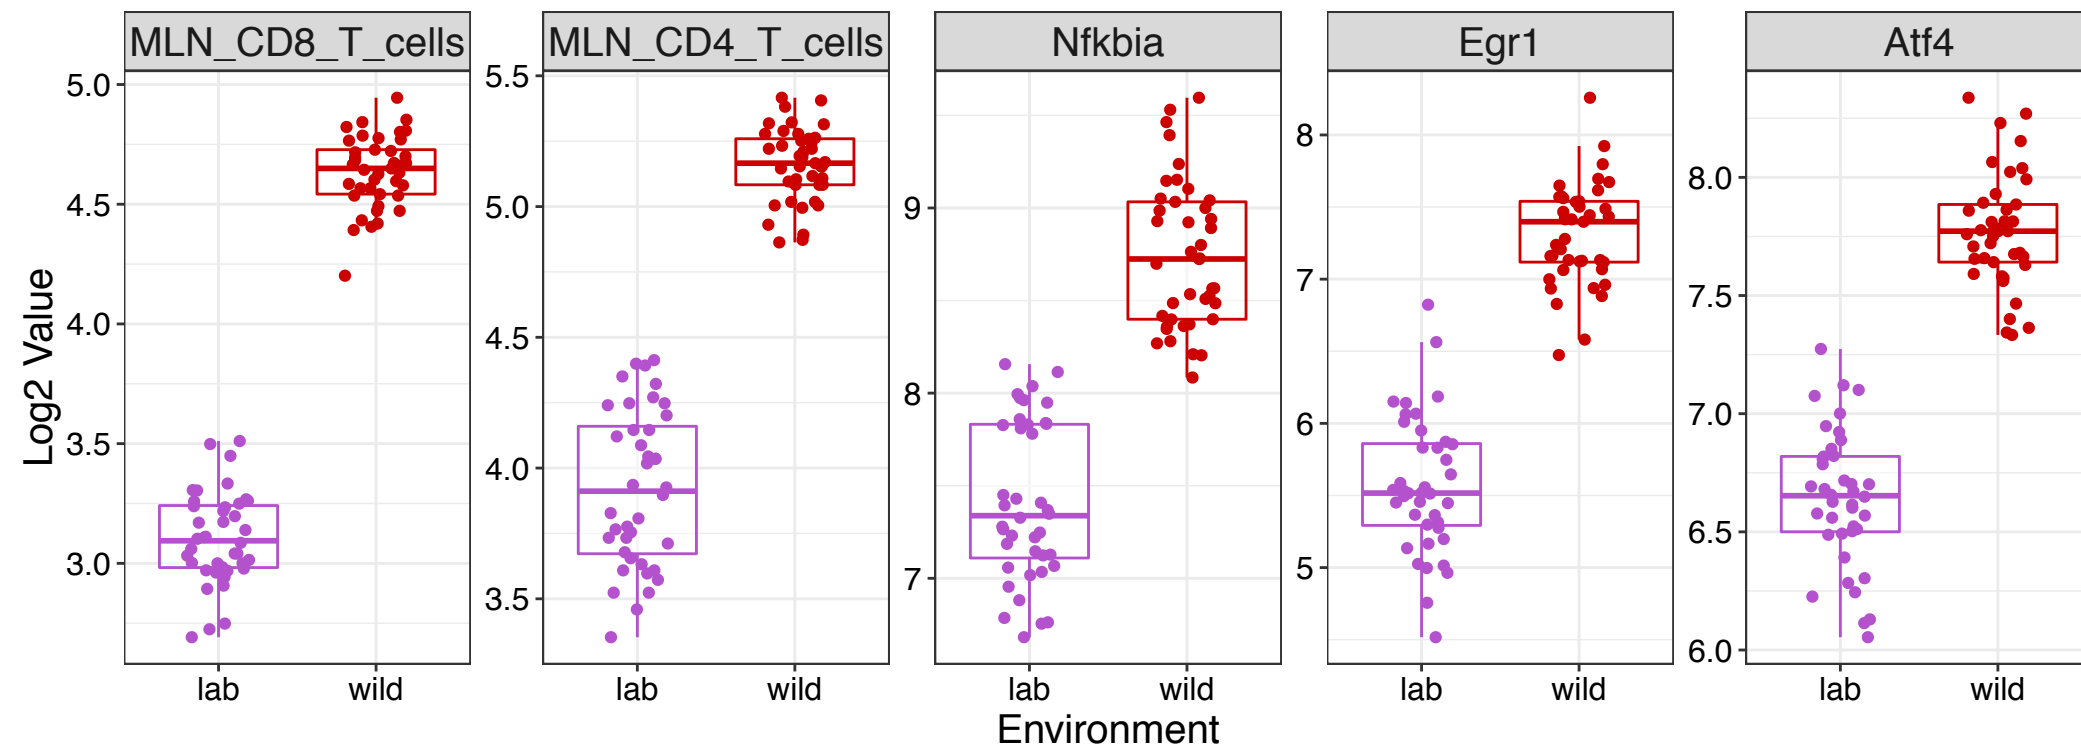 MLN_CD8_T_cells
MLN_CD4_T_cells
Nfkbia
Egr1
Atf4
Log2 Value
5.0
4.5
4.0
3.5
3.0
5.5
5.0
4.5
4.0
3.5
9
8
7
8
7
6
5
8.0
7.5
7.0
6.5
6.0
lab wild
lab wild
lab wild
lab wild
lab wild
Environment